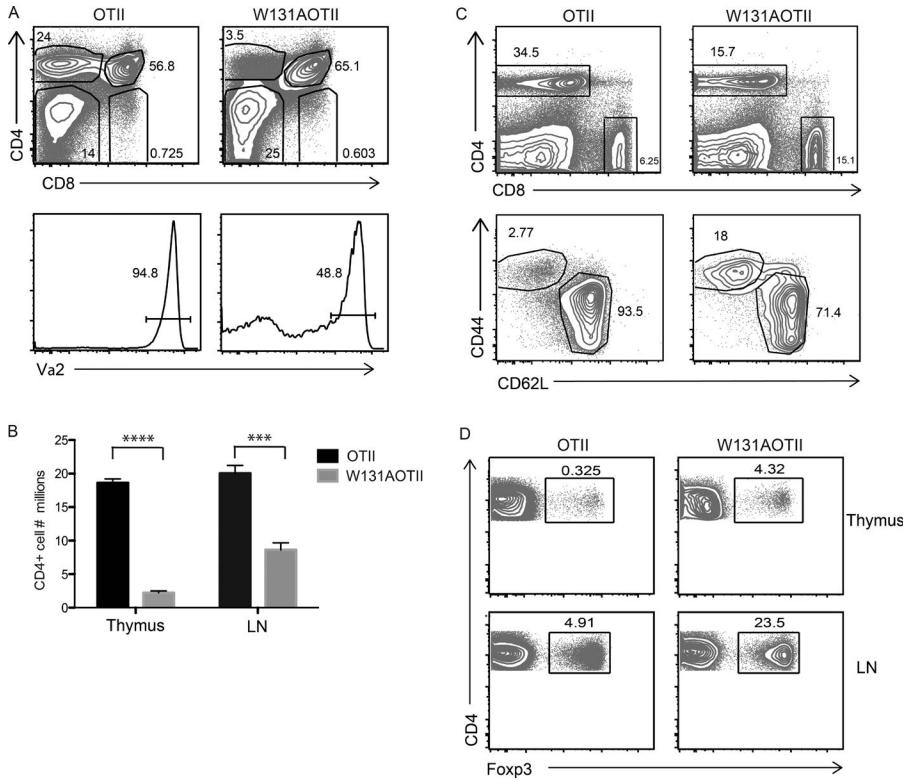 A
OTII
W131AOTII
24
56.8
14
0.725
3.5
65.1
25
0.603
CD4
CD8
94.8
48.8
Va2
B
25
20
15
10
5
0
CD4+ cell # millions
****
***
Thymus
LN
OTII
W131AOTII
C
OTII
W131AOTII
34.5
6.25
15.7
15.1
CD4
CD8
2.77
93.5
18
71.4
CD44
CD62L
D
OTII
W131AOTII
0.325
4.32
Thymus
4.91
23.5
LN
CD4
Foxp3